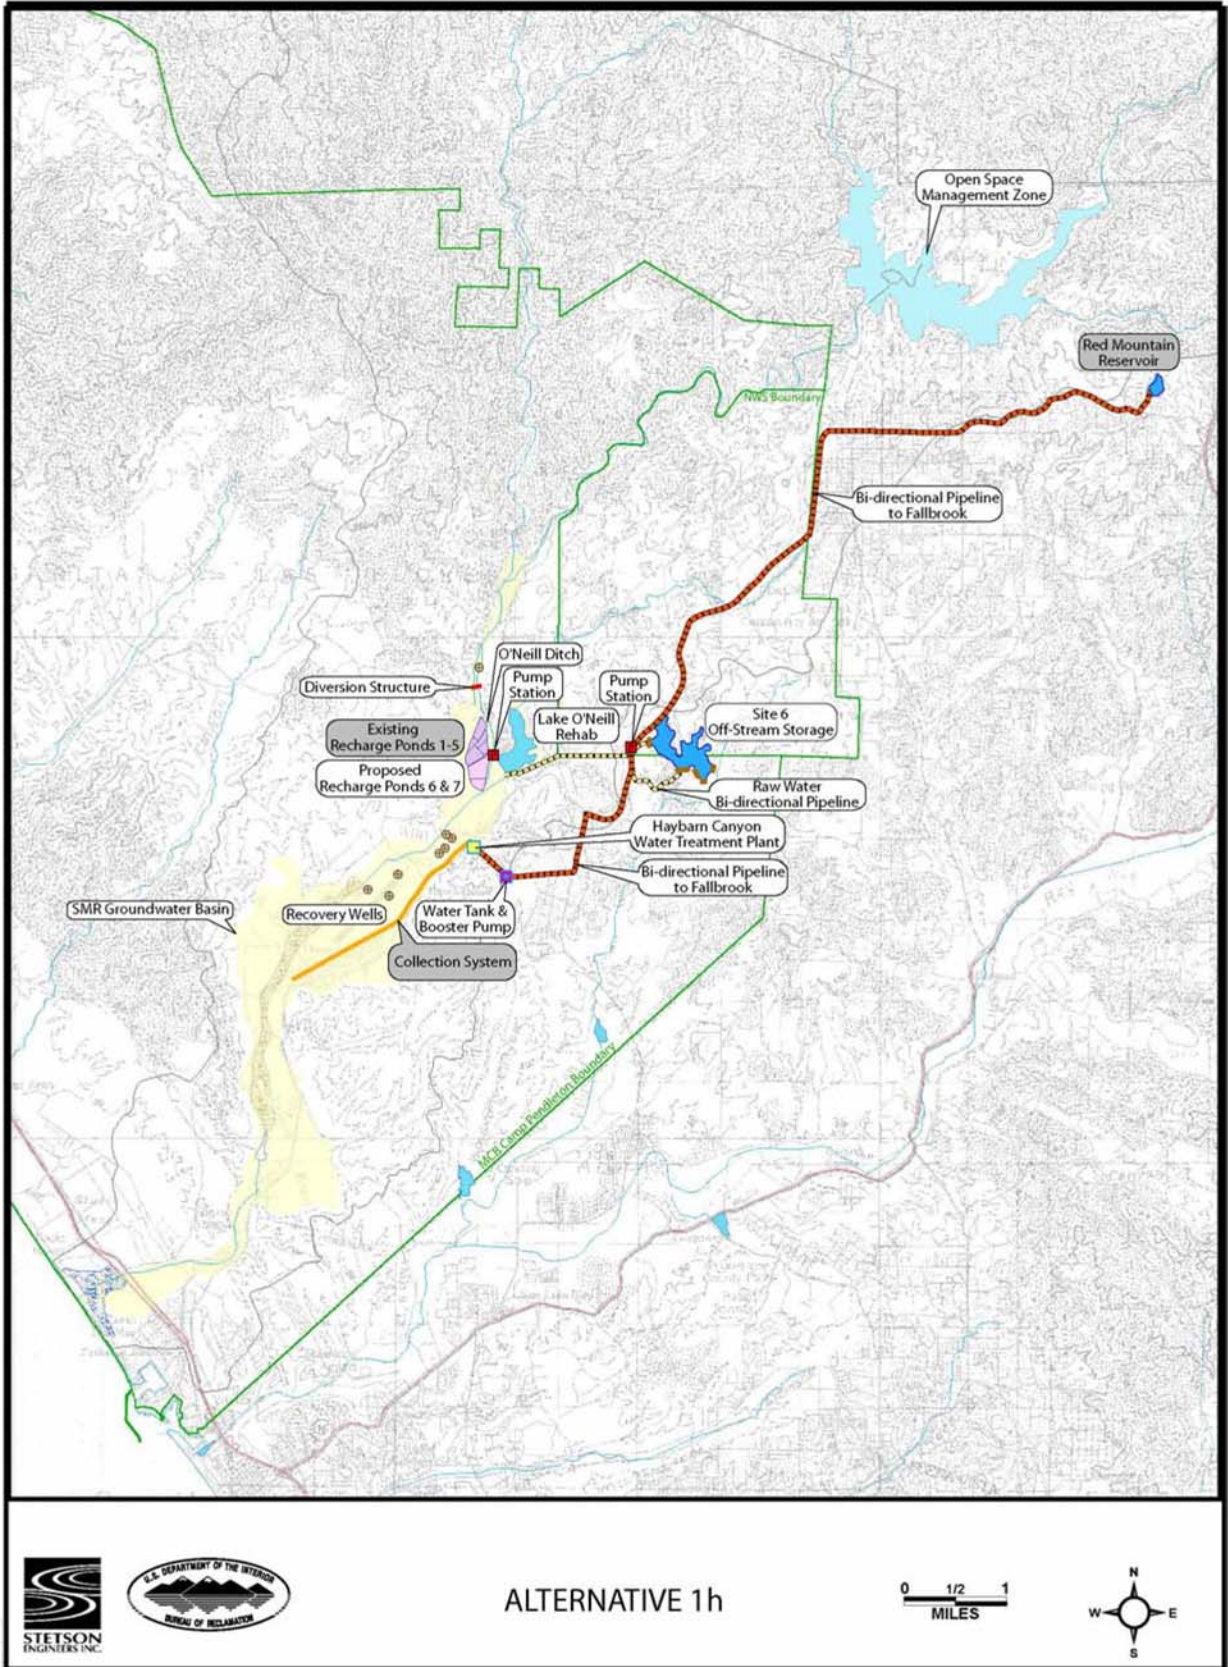 Open Space
Management Zone
Red Mountain
Reservoir
NWS Boundary
Bi-directional Pipeline
to Fallbrook
O'Neill Ditch
Pump
Station
Diversion Structure
Pump
Station
Existing
Recharge Ponds 1-5
Lake O'Neill
Rehab
Site 6
Off-Stream Storage
Proposed
Recharge Ponds 6 & 7
Raw Water
Bi-directional Pipeline
Haybarn Canyon
Water Treatment Plant
Bi-directional Pipeline
to Fallbrook
SMR Groundwater Basin
Recovery Wells
Water Tank &
Booster Pump
Collection System
MCB Camp Pendleton Boundary
STETSON
ENGINEERS INC.
U.S. DEPARTMENT OF THE INTERIOR
BUREAU OF RECLAMATION
ALTERNATIVE 1h
0 1/2 1
MILES
N
W E
S